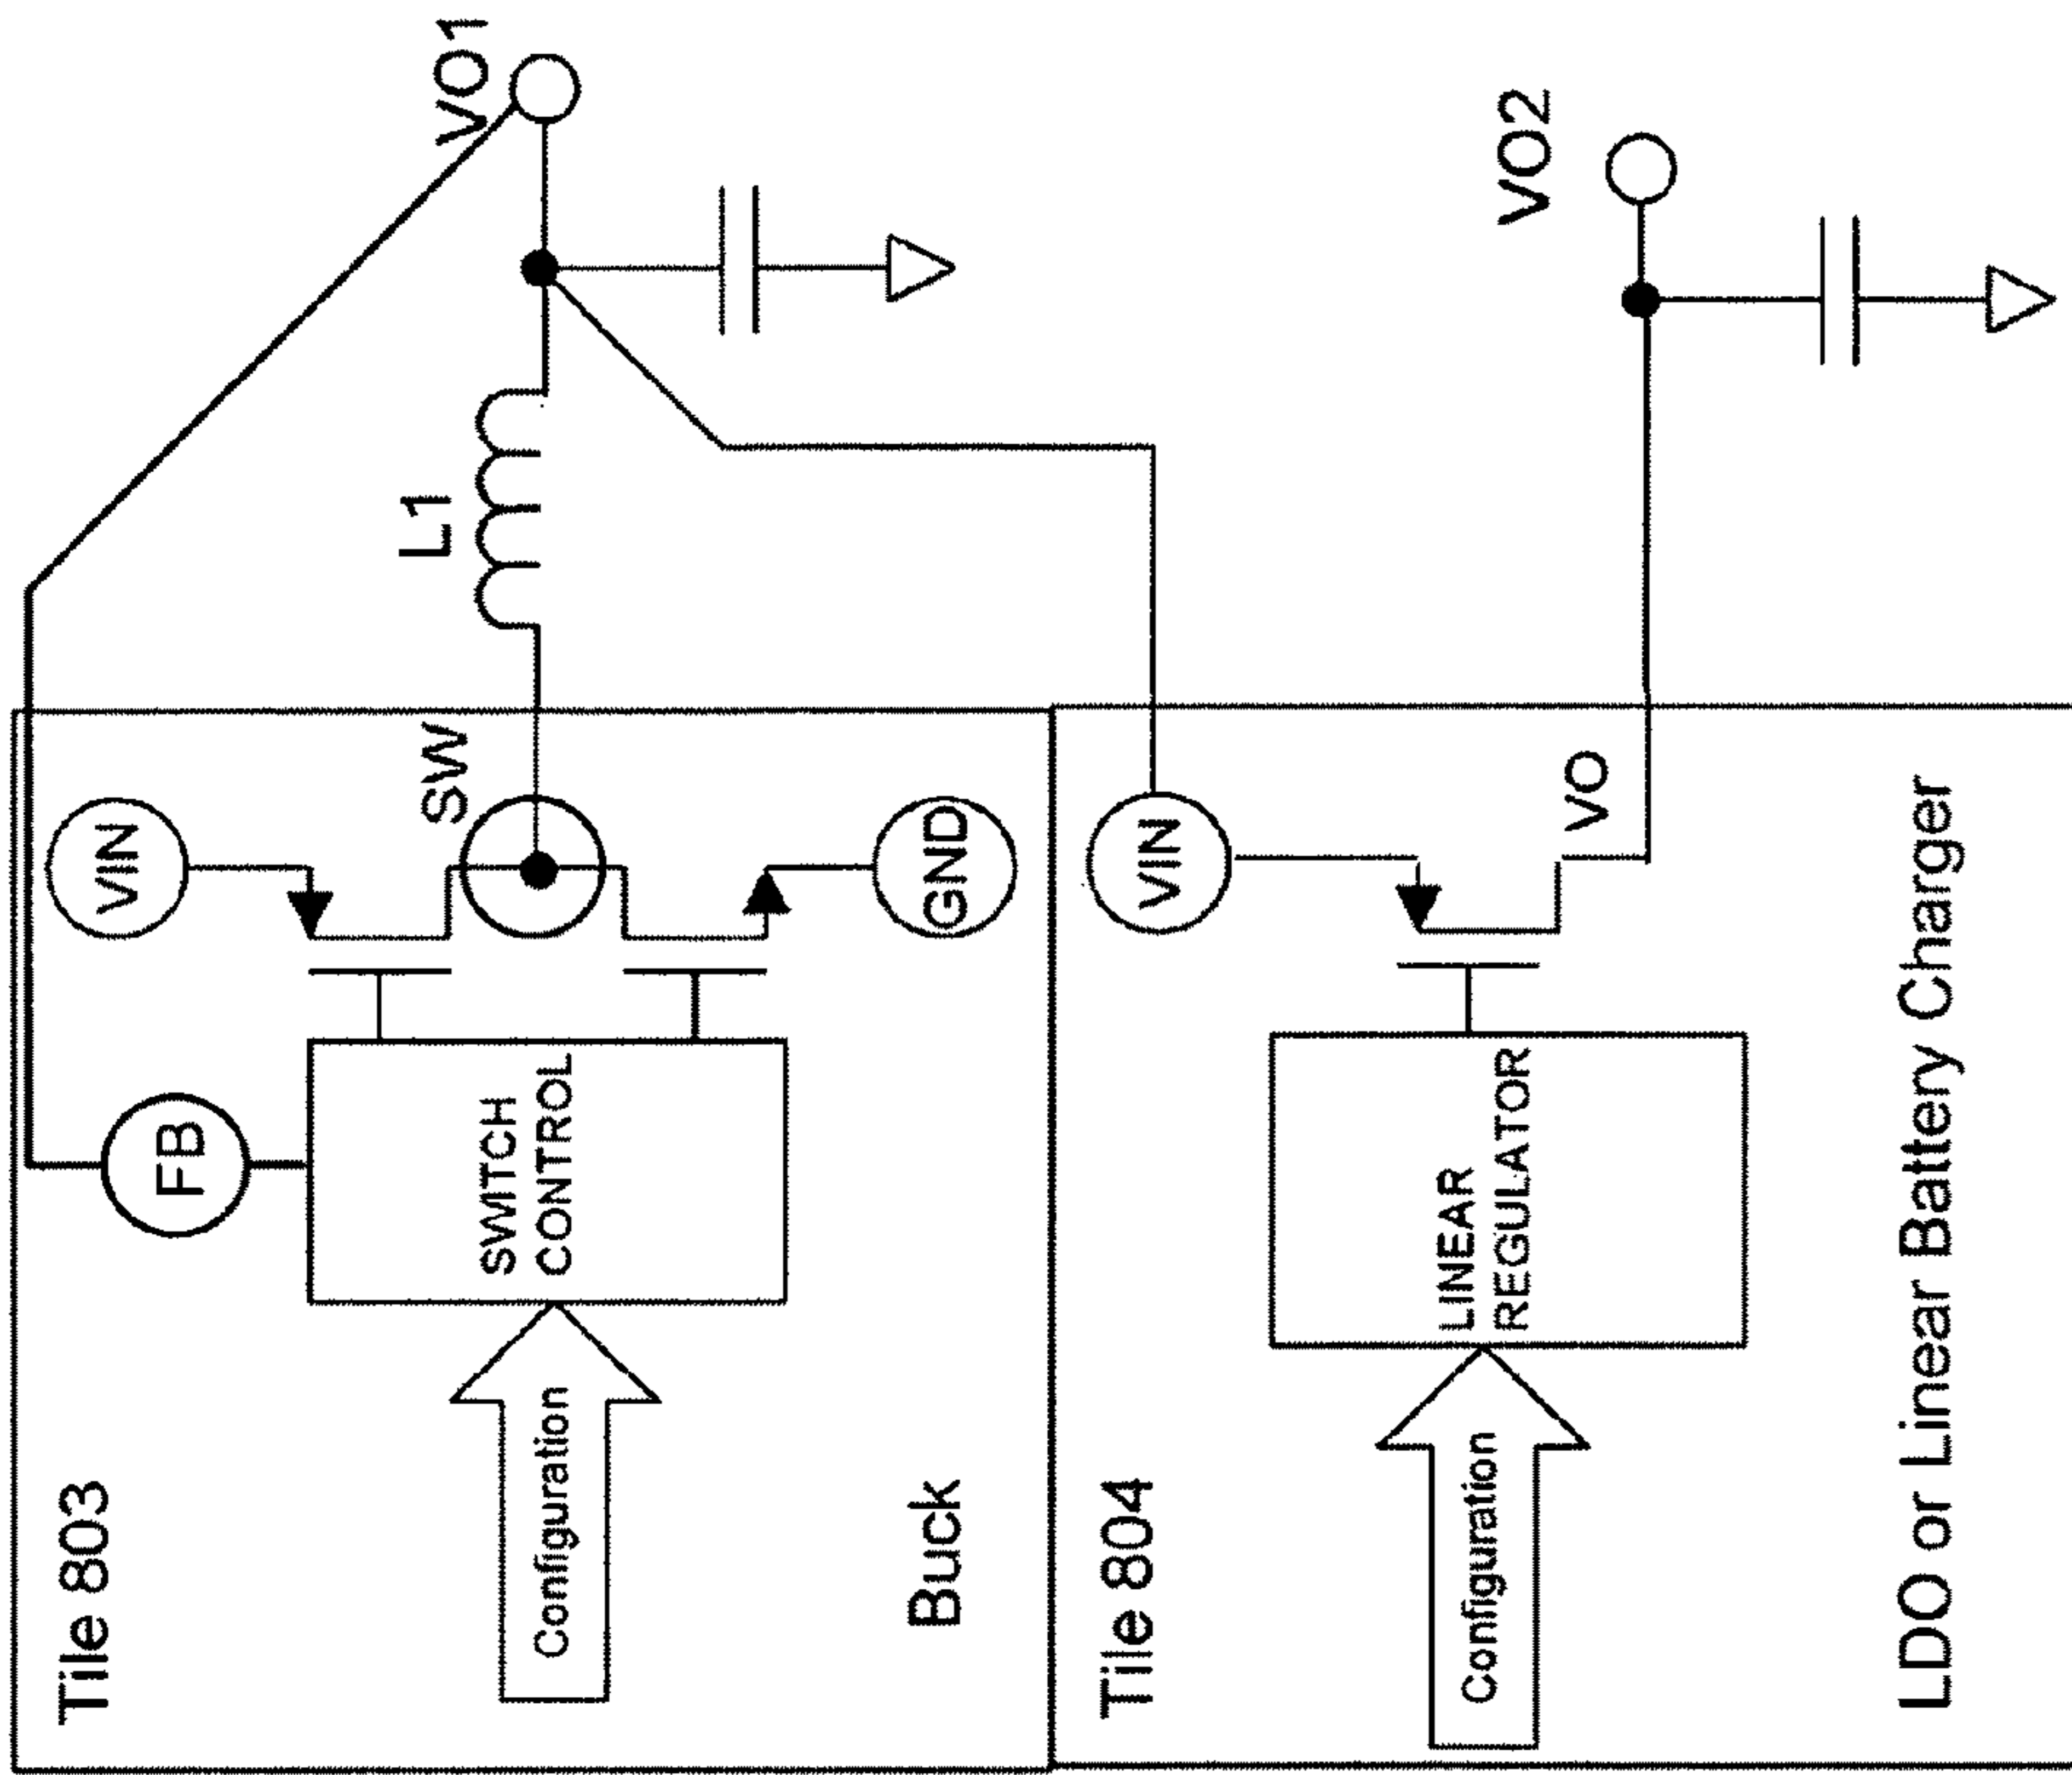 Tile 803
FB
VIN
SW
L1
VO1
SWITCH
CONTROL
Configuration
GND
Buck
Tile 804
VIN
LINEAR
REGULATOR
Configuration
VO
VO2
LDO or Linear Battery Charger